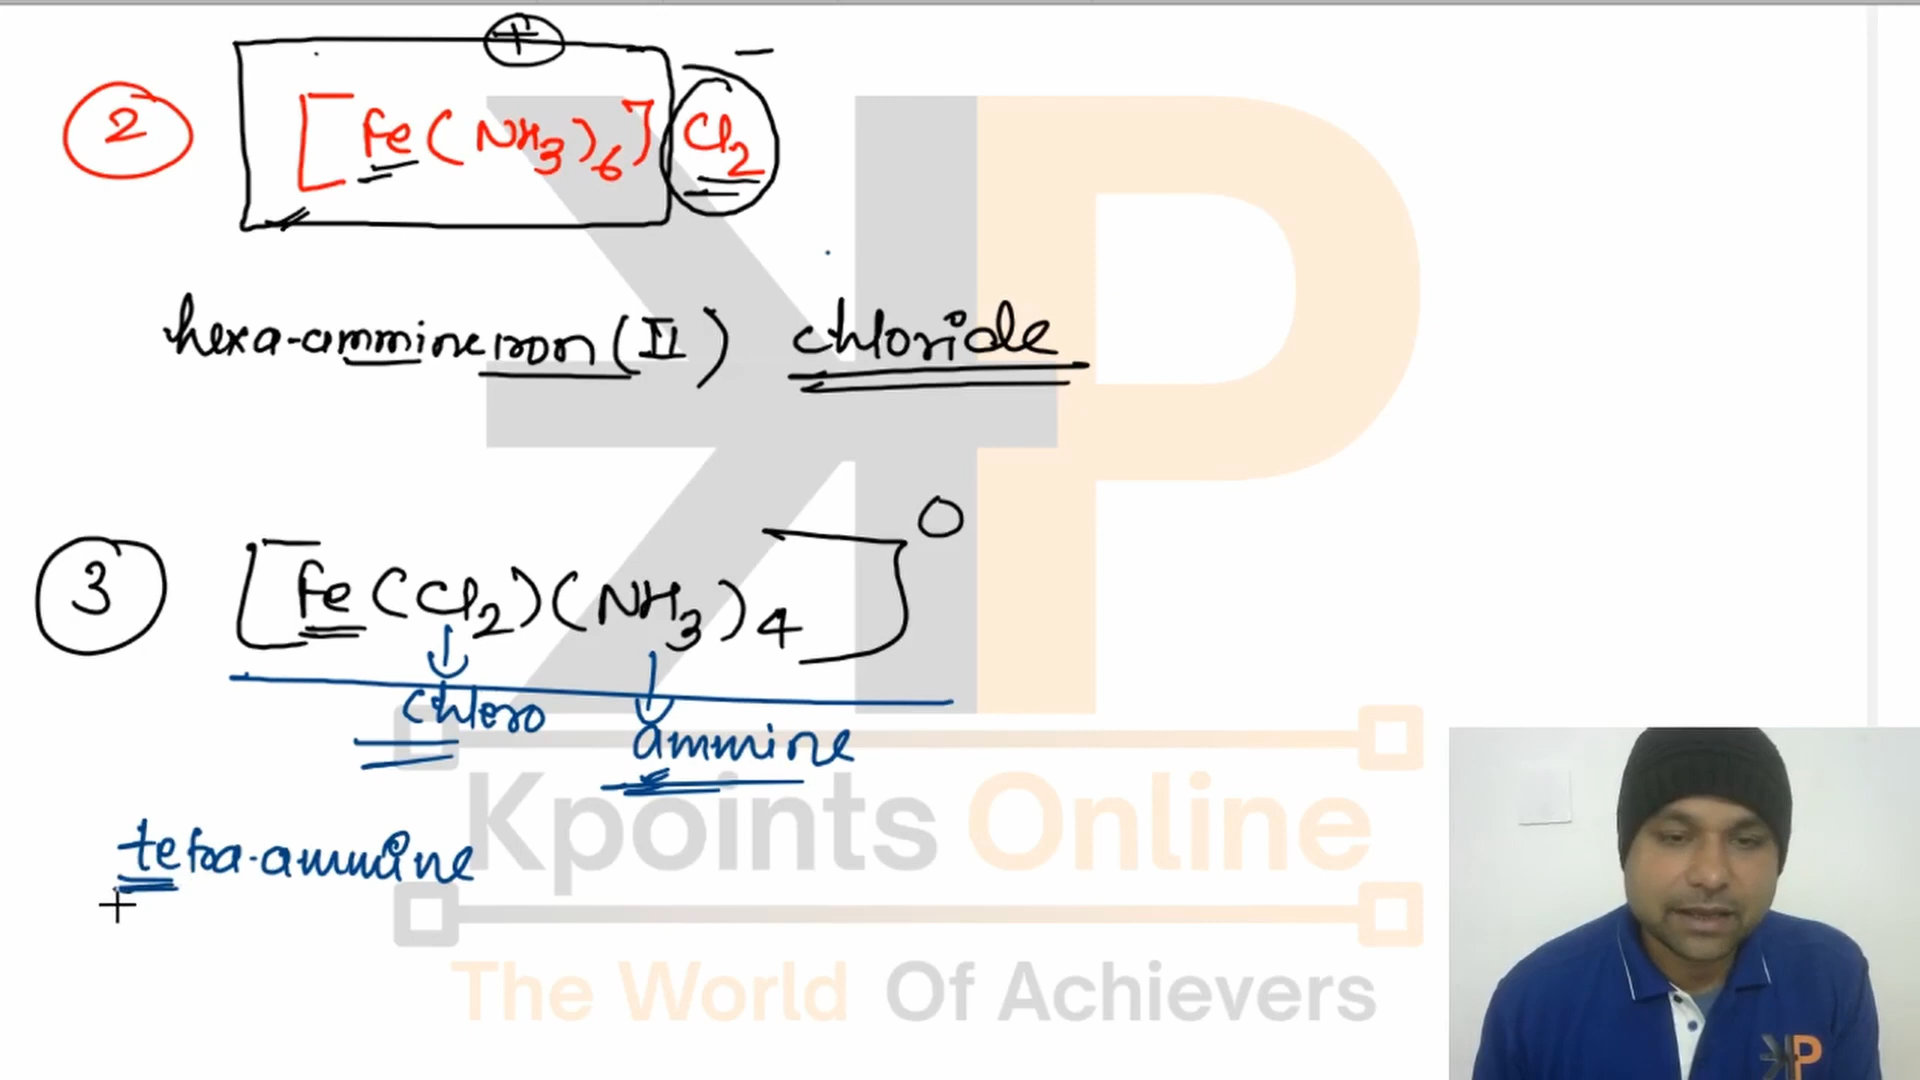 +
−
2 [Fe(NH3)6] Cl2
hexa-ammineiron(II) chloride
3 [Fe(Cl2)(NH3)4] 0
chloro
ammine
tetra-ammine
Kpoints Online
The World Of Achievers
KP